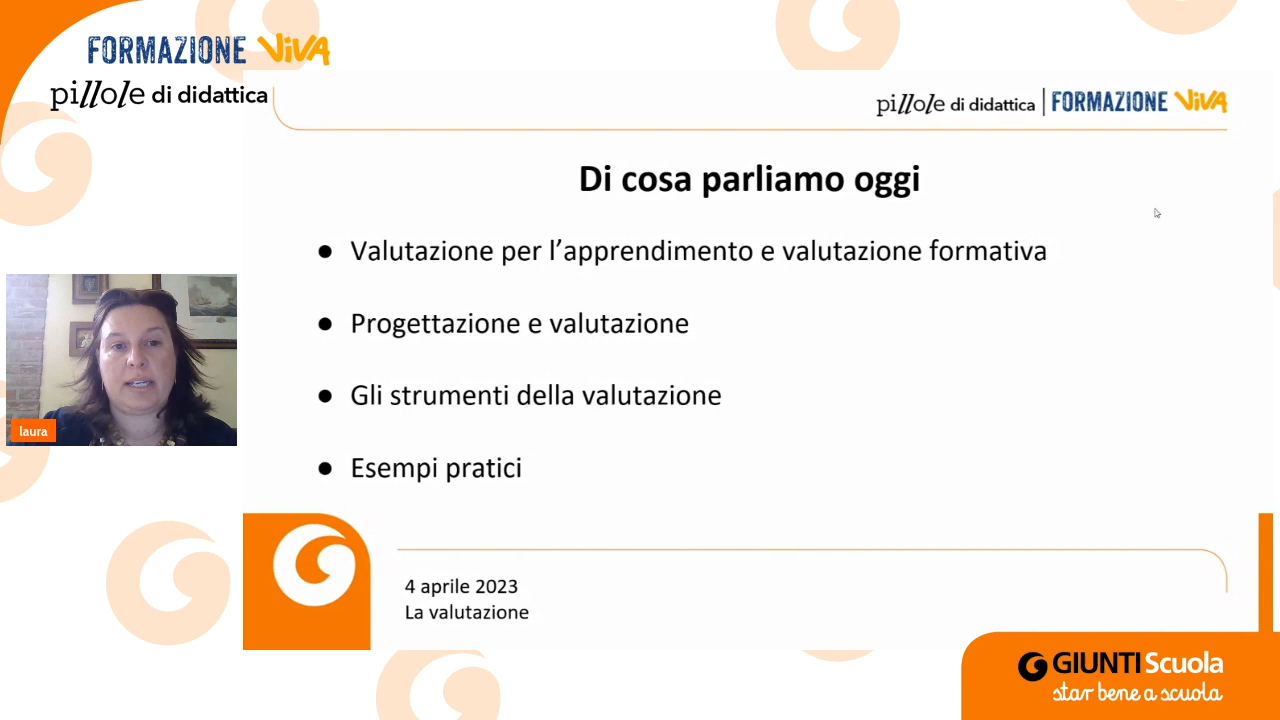 FORMAZIONE VIVA
pillole di didattica
pillole di didattica | FORMAZIONE VIVA
Di cosa parliamo oggi
● Valutazione per l’apprendimento e valutazione formativa
● Progettazione e valutazione
● Gli strumenti della valutazione
● Esempi pratici
laura
4 aprile 2023
La valutazione
GIUNTI Scuola
star bene a scuola